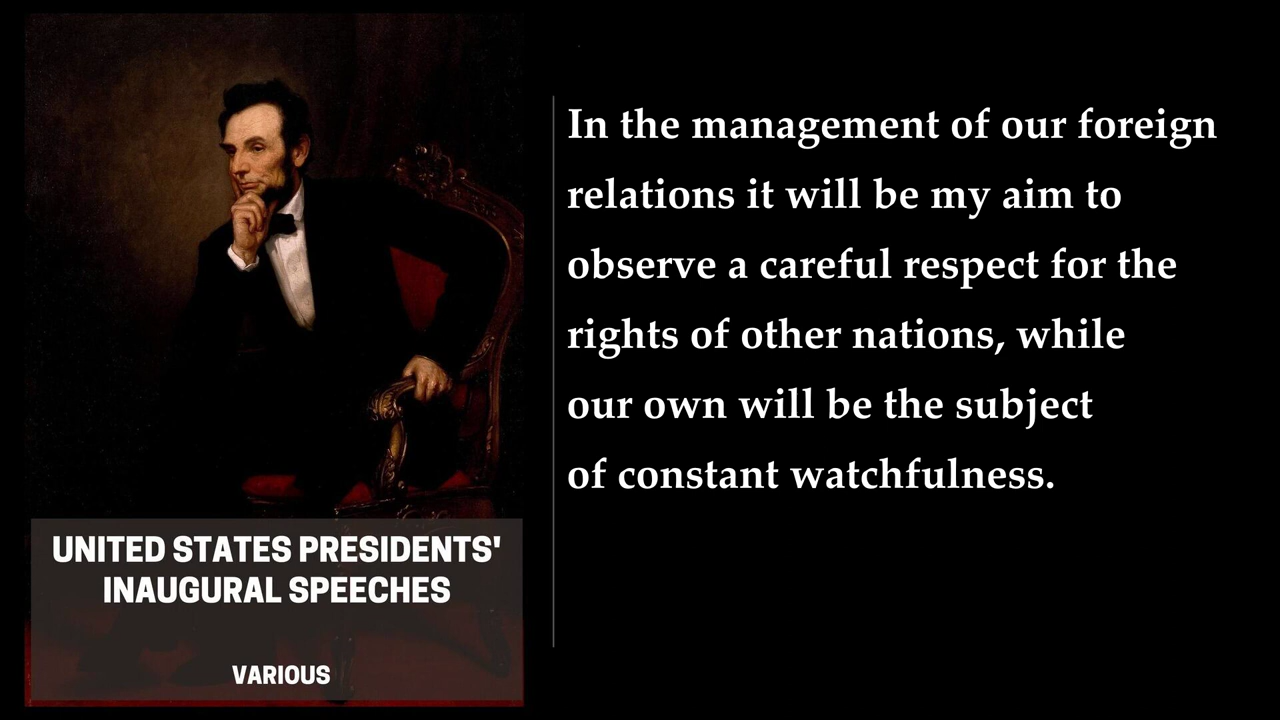 In the management of our foreign
relations it will be my aim to
observe a careful respect for the
rights of other nations, while
our own will be the subject
of constant watchfulness.
UNITED STATES PRESIDENTS'
INAUGURAL SPEECHES
VARIOUS